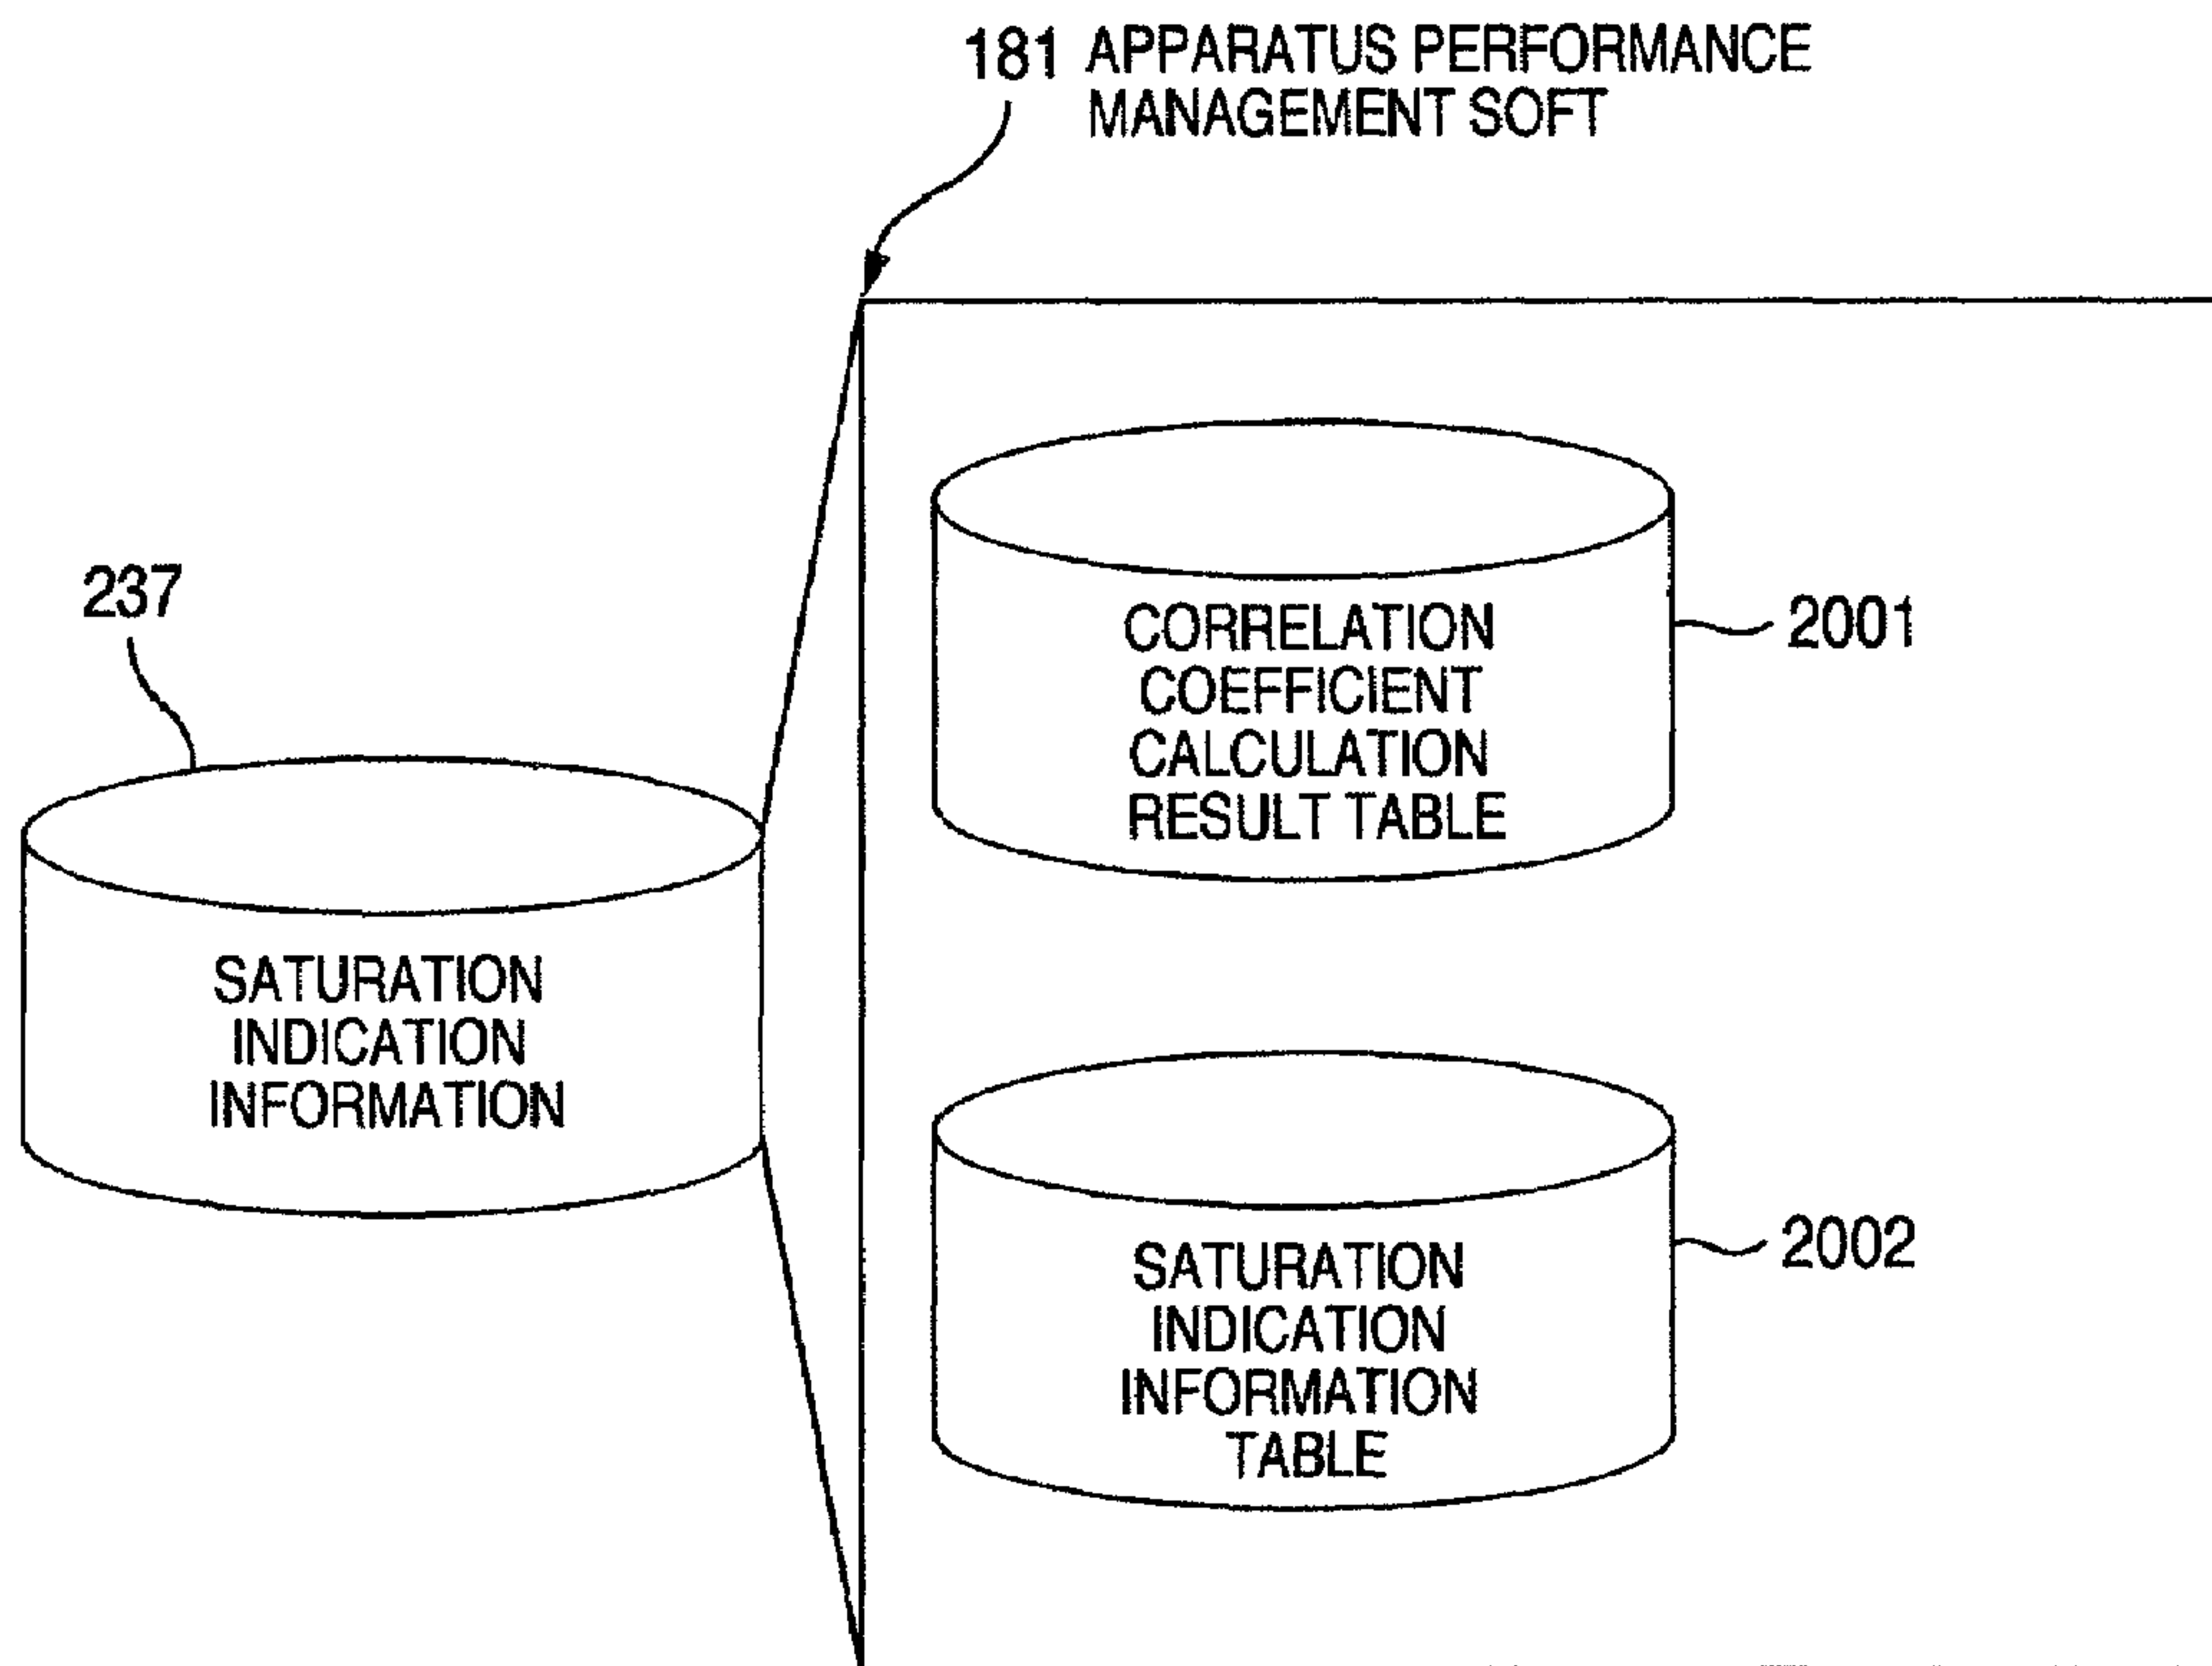 181 APPARATUS PERFORMANCE
MANAGEMENT SOFT
237
SATURATION
INDICATION
INFORMATION
CORRELATION
COEFFICIENT
CALCULATION
RESULT TABLE
2001
SATURATION
INDICATION
INFORMATION
TABLE
2002